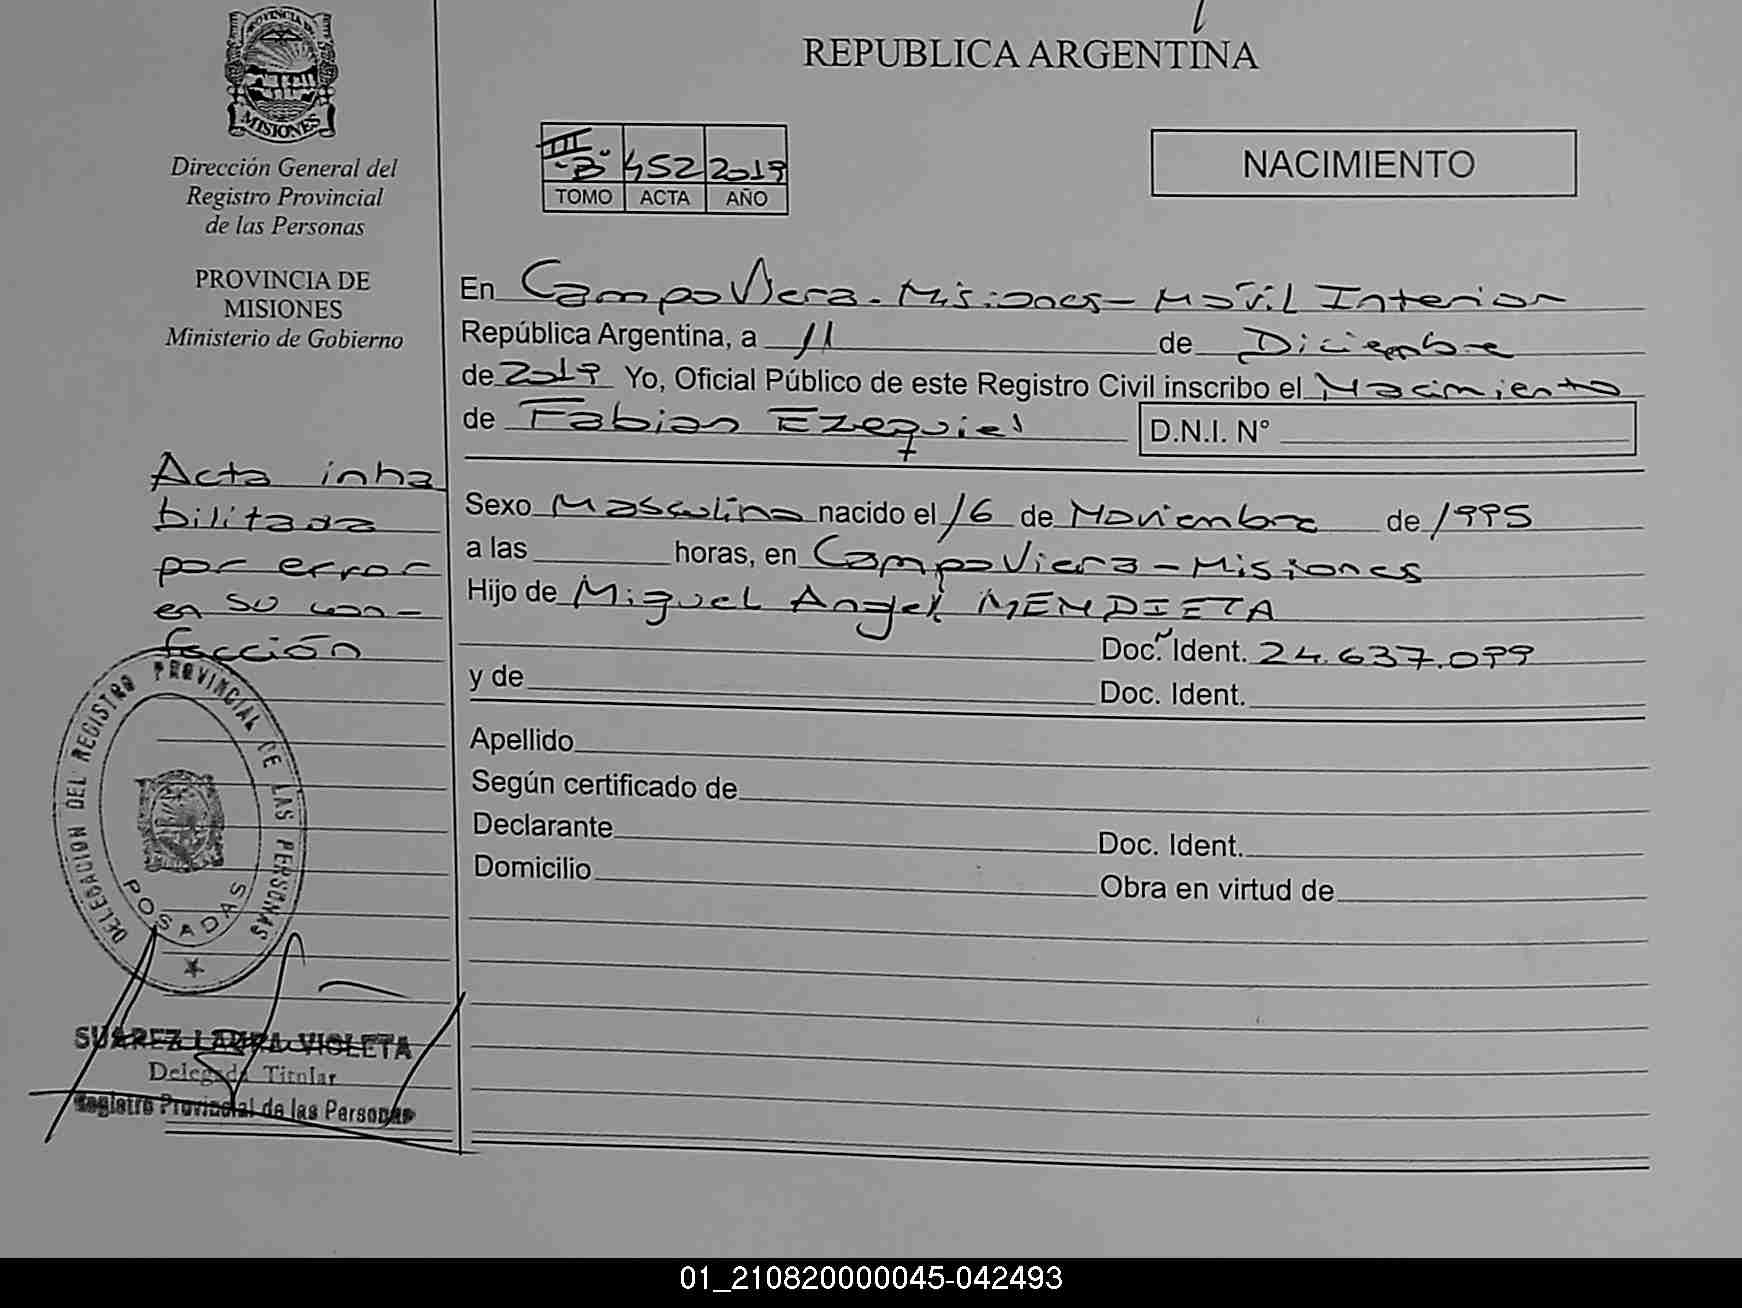 REPUBLICA ARGENTINA
PROVINCIA DE
MISIONES
Dirección General del
Registro Provincial
de las Personas
PROVINCIA DE
MISIONES
Ministerio de Gobierno
III "B" 452 2019
TOMO ACTA AÑO
NACIMIENTO
En Campo Viera - Misiones - Móvil Interior
República Argentina, a 11 de Diciembre
de 2019 Yo, Oficial Público de este Registro Civil inscribo el Nacimiento
de Fabian Ezequiel D.N.I. N°
Sexo Masculino nacido el 16 de Noviembre de 1995
a las horas, en Campo Viera - Misiones
Hijo de Miguel Angel MENDIETA
Doc. Ident. 24.637.099
y de Doc. Ident.
Apellido
Según certificado de
Declarante Doc. Ident.
Domicilio Obra en virtud de
Acta inha
bilitada
por error
en su con-
fección
DELEGACION DEL REGISTRO PROVINCIAL DE LAS PERSONAS
POSADAS
SUAREZ LAURA VIOLETA
Delegada Titular
Registro Provincial de las Personas
01_210820000045-042493